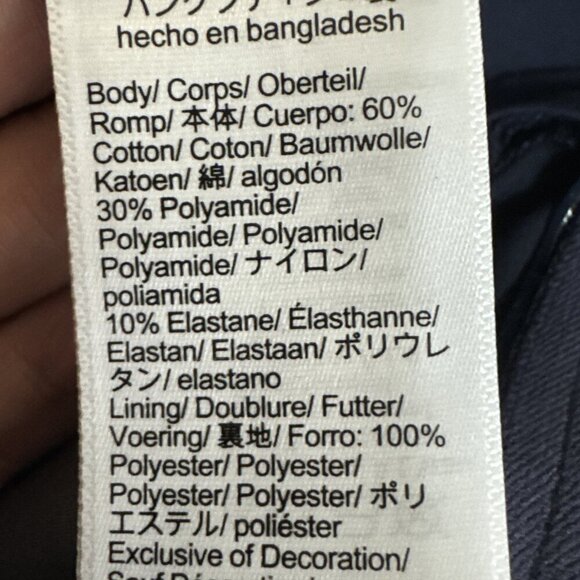 hecho en bangladesh
Body/ Corps/ Oberteil/
Romp/ 本体/ Cuerpo: 60%
Cotton/ Coton/ Baumwolle/
Katoen/ 綿/ algodón
30% Polyamide/
Polyamide/ Polyamide/
Polyamide/ ナイロン/
poliamida
10% Elastane/ Élasthanne/
Elastan/ Elastaan/ ポリウレ
タン/ elastano
Lining/ Doublure/ Futter/
Voering/ 裏地/ Forro: 100%
Polyester/ Polyester/
Polyester/ Polyester/ ポリ
エステル/ poliéster
Exclusive of Decoration/